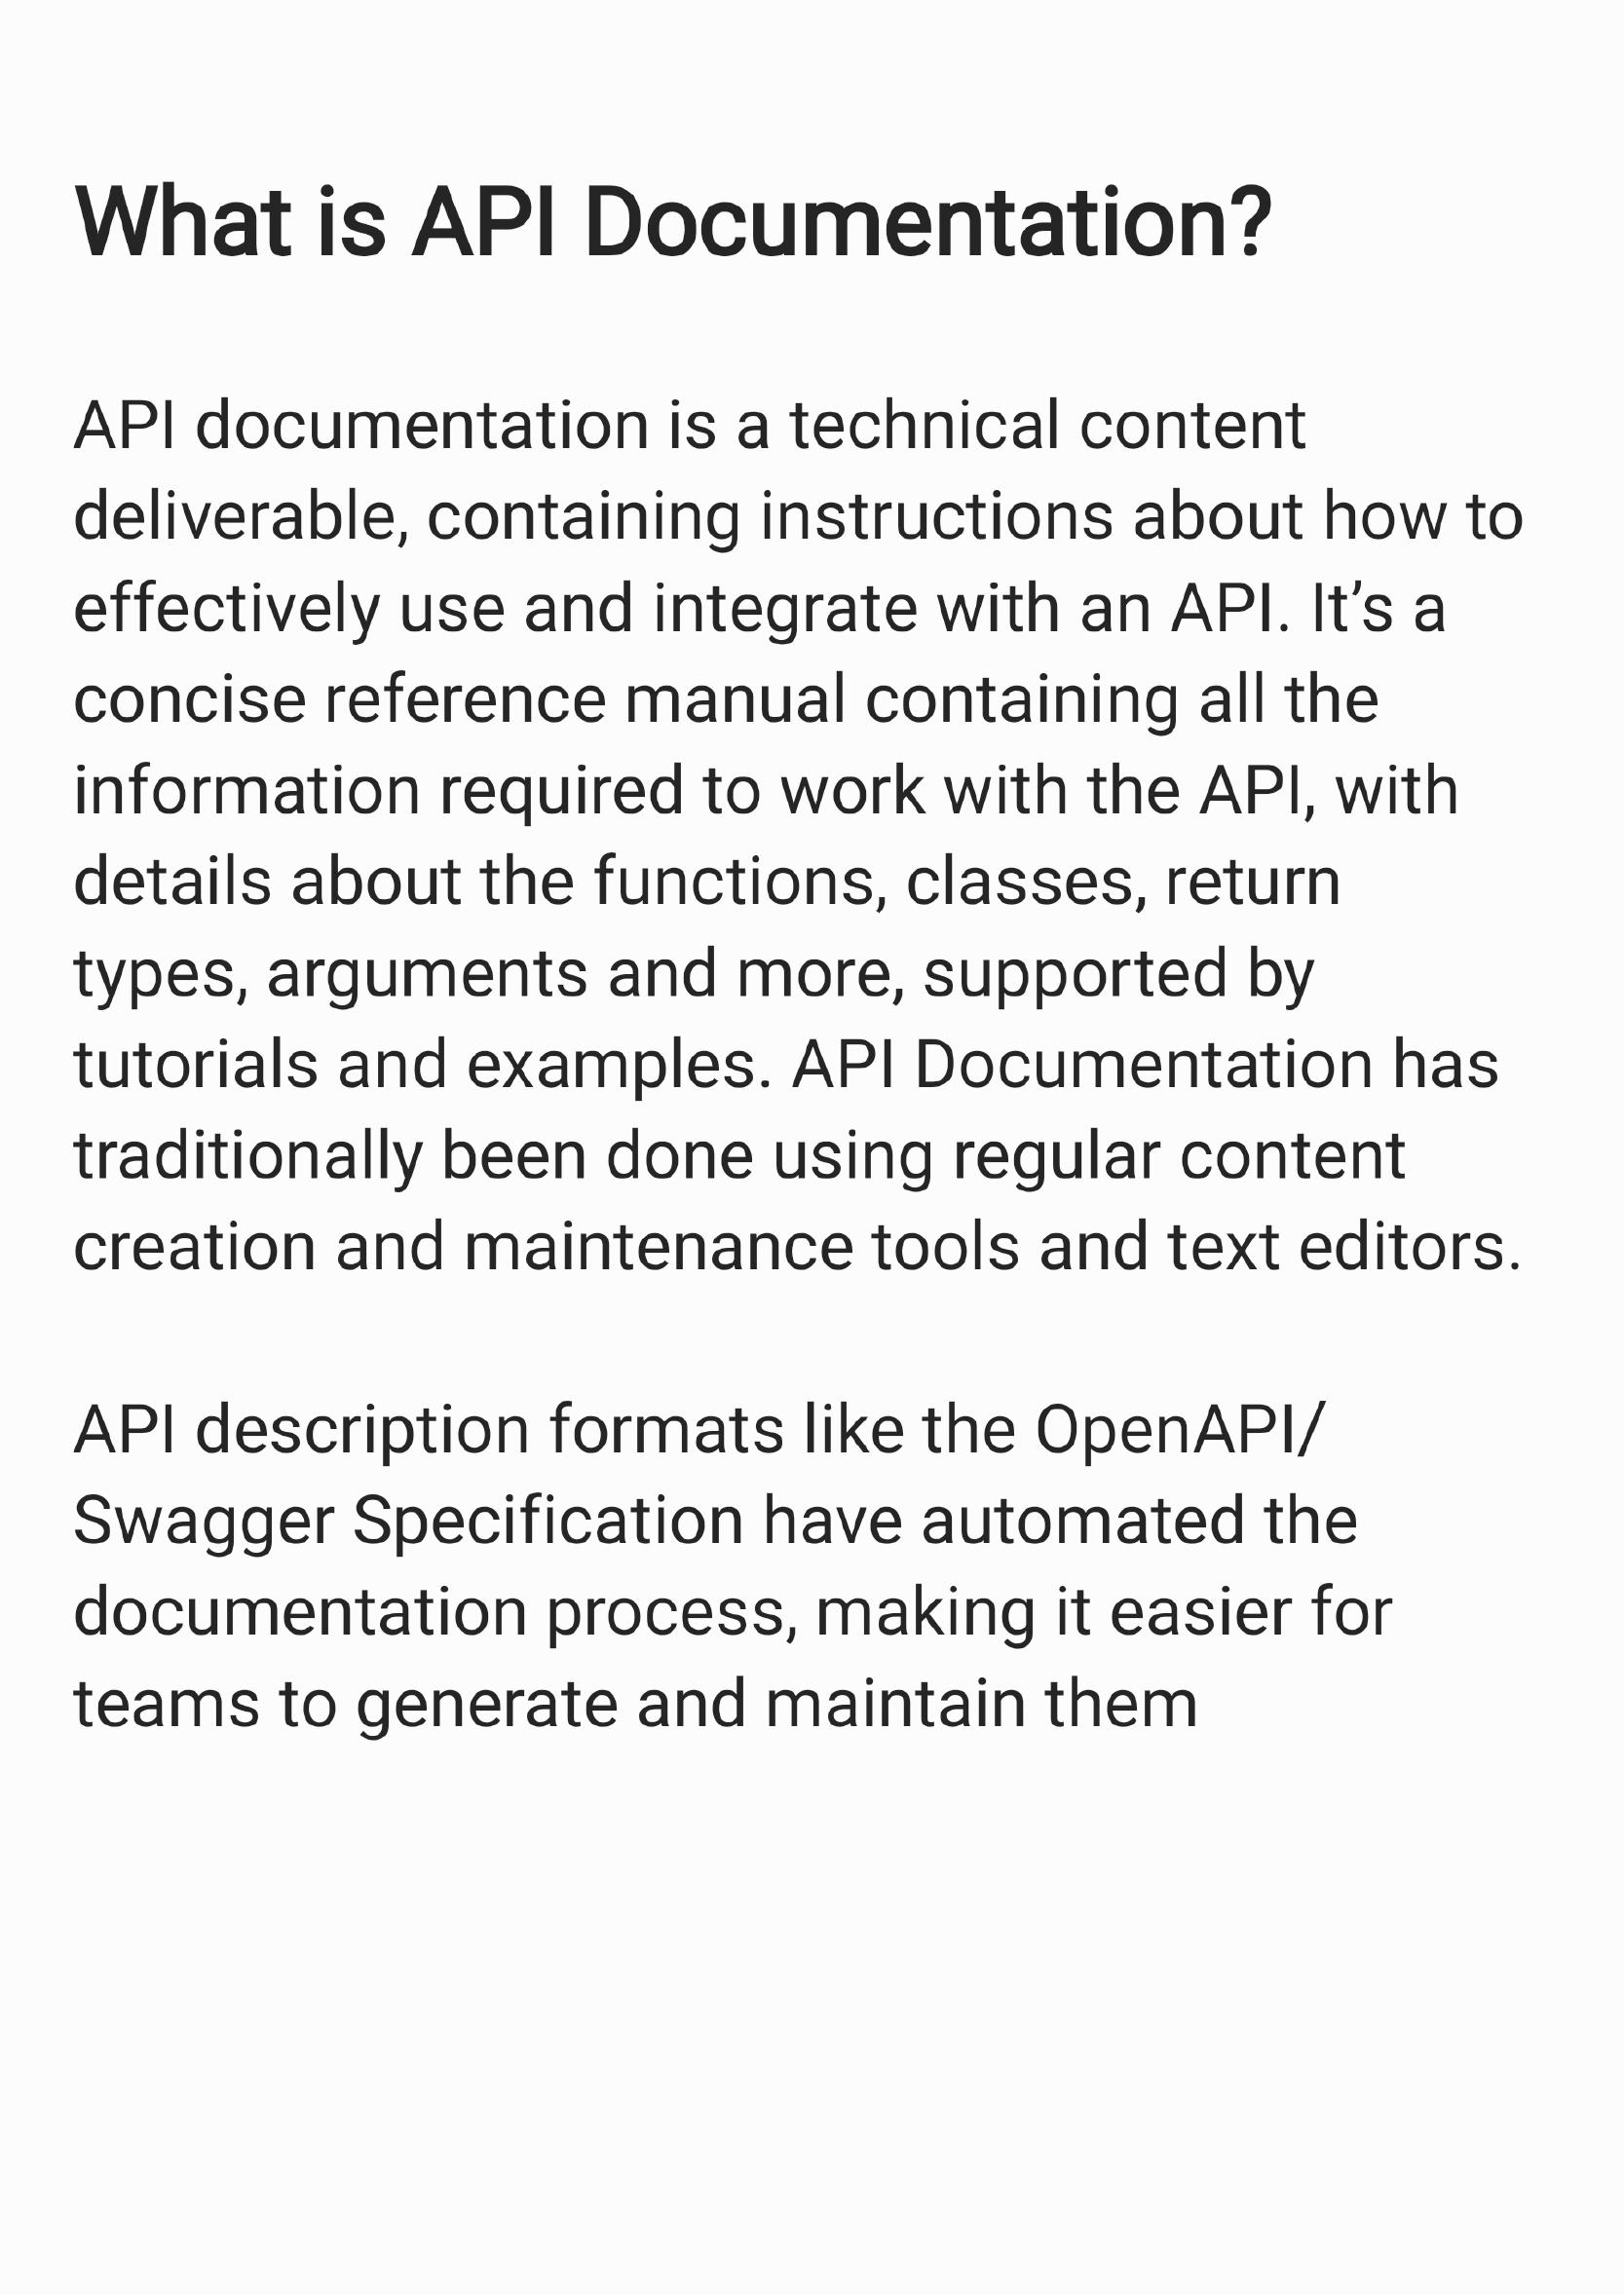 What is API Documentation?
API documentation is a technical content
deliverable, containing instructions about how to
effectively use and integrate with an API. It’s a
concise reference manual containing all the
information required to work with the API, with
details about the functions, classes, return
types, arguments and more, supported by
tutorials and examples. API Documentation has
traditionally been done using regular content
creation and maintenance tools and text editors.
API description formats like the OpenAPI/
Swagger Specification have automated the
documentation process, making it easier for
teams to generate and maintain them